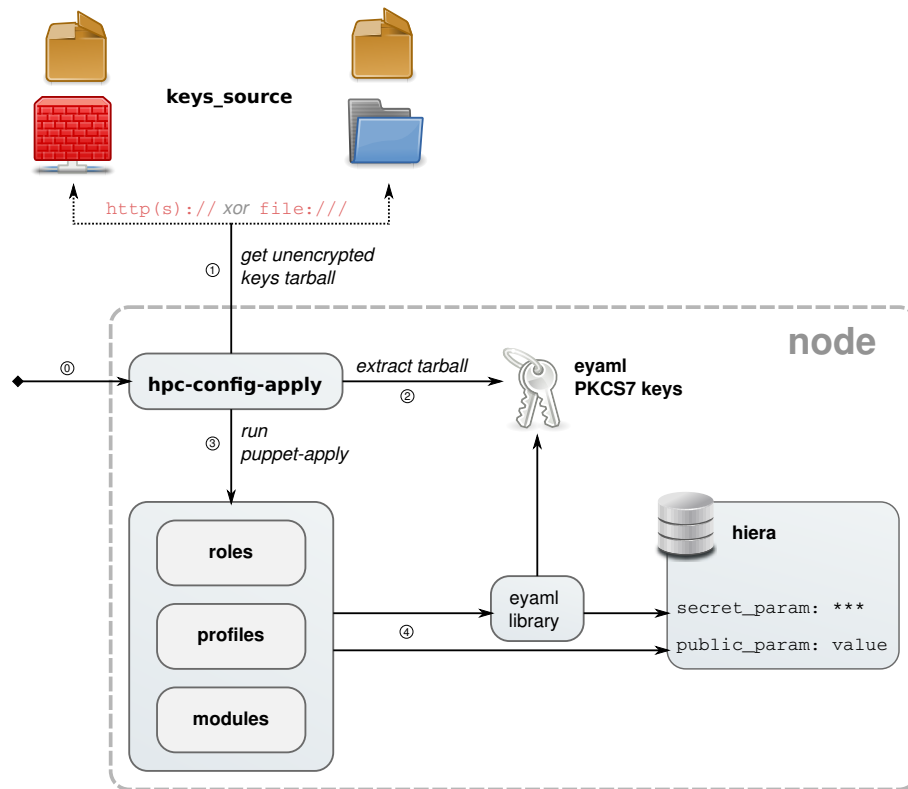 keys_source
http(s):// xor file:///
① get unencrypted
keys tarball
node
⓪
hpc-config-apply
extract tarball
②
eyaml
PKCS7 keys
③ run
puppet-apply
roles
profiles
modules
④
eyaml
library
hiera
secret_param: ***
public_param: value